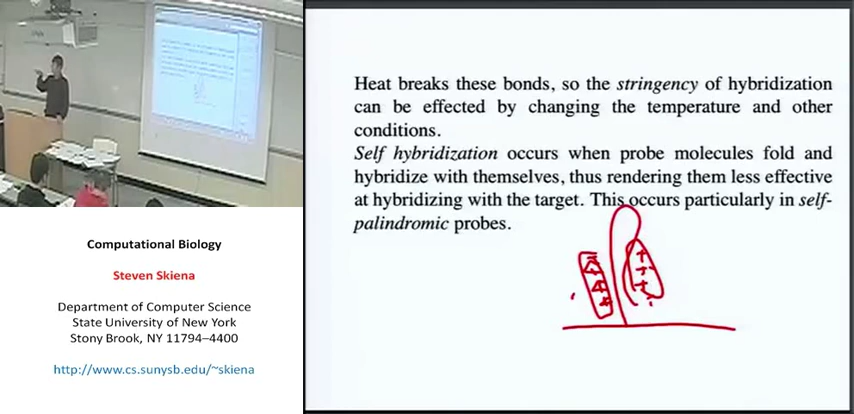 Heat breaks these bonds, so the stringency of hybridization
can be effected by changing the temperature and other
conditions.
Self hybridization occurs when probe molecules fold and
hybridize with themselves, thus rendering them less effective
at hybridizing with the target. This occurs particularly in self-
palindromic probes.
Computational Biology
Steven Skiena
Department of Computer Science
State University of New York
Stony Brook, NY 11794–4400
http://www.cs.sunysb.edu/~skiena